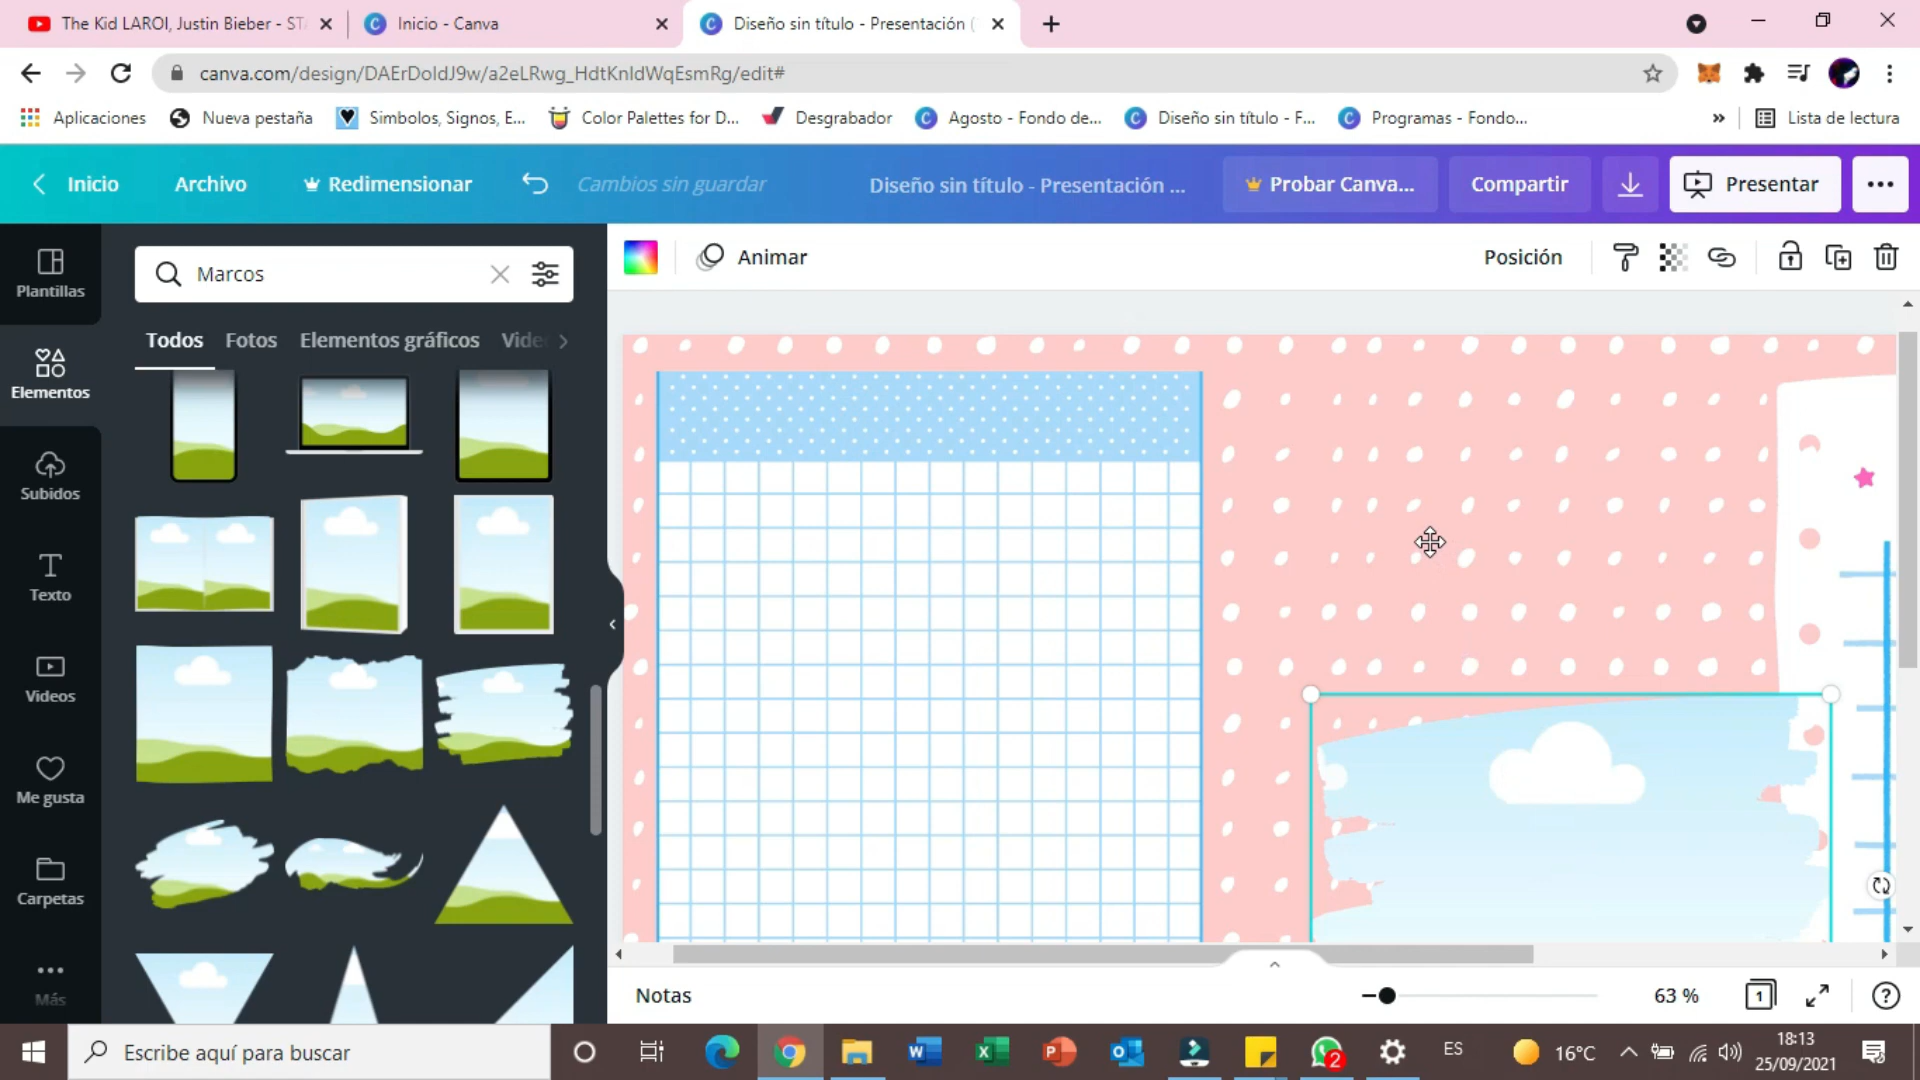 The Kid LAROI, Justin Bieber - ST
Inicio - Canva
Diseño sin título - Presentación (
canva.com/design/DAErDoldJ9w/a2eLRwg_HdtKnldWqEsmRg/edit#
Aplicaciones
Nueva pestaña
Simbolos, Signos, E...
Color Palettes for D...
Desgrabador
Agosto - Fondo de...
Diseño sin título - F...
Programas - Fondo...
»
Lista de lectura
Inicio
Archivo
Redimensionar
Cambios sin guardar
Diseño sin título - Presentación ...
Probar Canva...
Compartir
Presentar
Plantillas
Elementos
Subidos
Texto
Videos
Me gusta
Carpetas
Más
Marcos
Todos
Fotos
Elementos gráficos
Vide
Animar
Posición
Notas
63 %
1
Escribe aquí para buscar
2
ES
16°C
18:13
25/09/2021